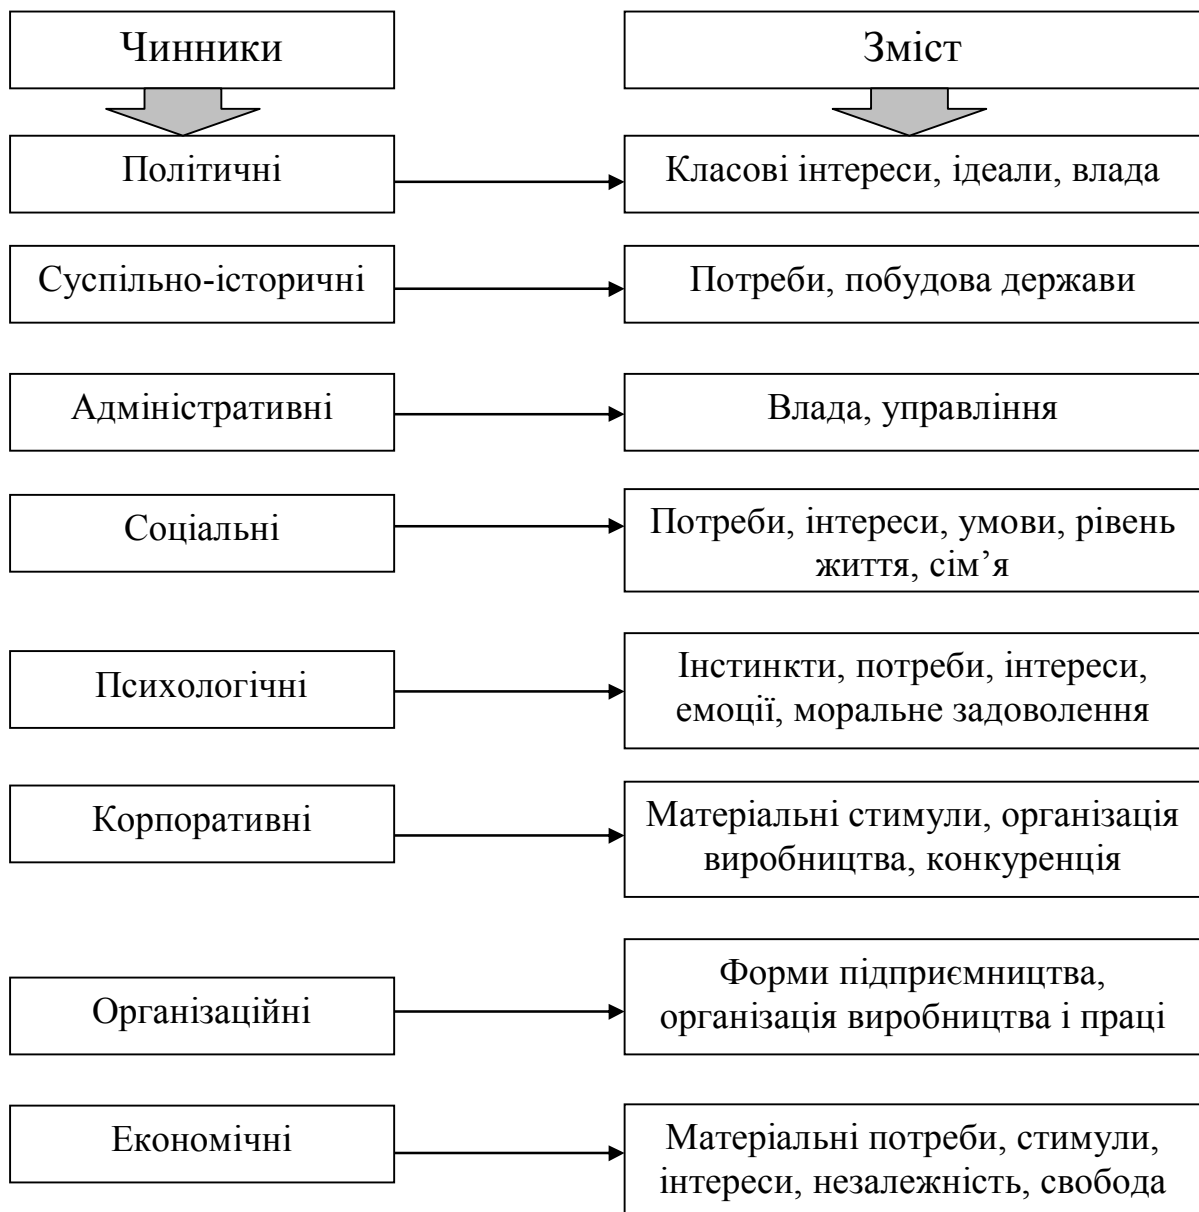 Чинники
Зміст
Політичні
Класові інтереси, ідеали, влада
Суспільно-історичні
Потреби, побудова держави
Адміністративні
Влада, управління
Соціальні
Потреби, інтереси, умови, рівень
життя, сім’я
Психологічні
Інстинкти, потреби, інтереси,
емоції, моральне задоволення
Корпоративні
Матеріальні стимули, організація
виробництва, конкуренція
Організаційні
Форми підприємництва,
організація виробництва і праці
Економічні
Матеріальні потреби, стимули,
інтереси, незалежність, свобода